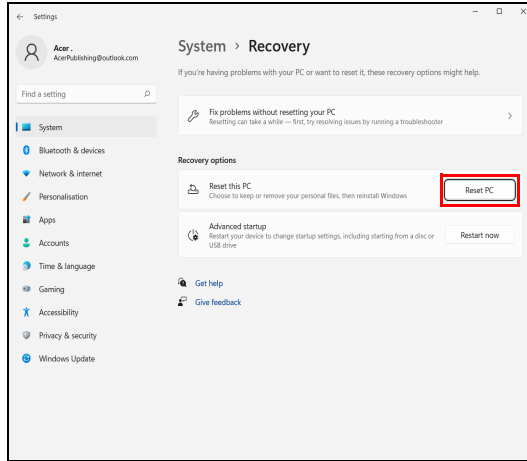 Settings
Acer .
AcerPublishing@outlook.com
Find a setting
System
Bluetooth & devices
Network & internet
Personalisation
Apps
Accounts
Time & language
Gaming
Accessibility
Privacy & security
Windows Update
System > Recovery
If you're having problems with your PC or want to reset it, these recovery options might help.
Fix problems without resetting your PC
Resetting can take a while — first, try resolving issues by running a troubleshooter
Recovery options
Reset this PC
Choose to keep or remove your personal files, then reinstall Windows
Reset PC
Advanced startup
Restart your device to change startup settings, including starting from a disc or
USB drive
Restart now
Get help
Give feedback